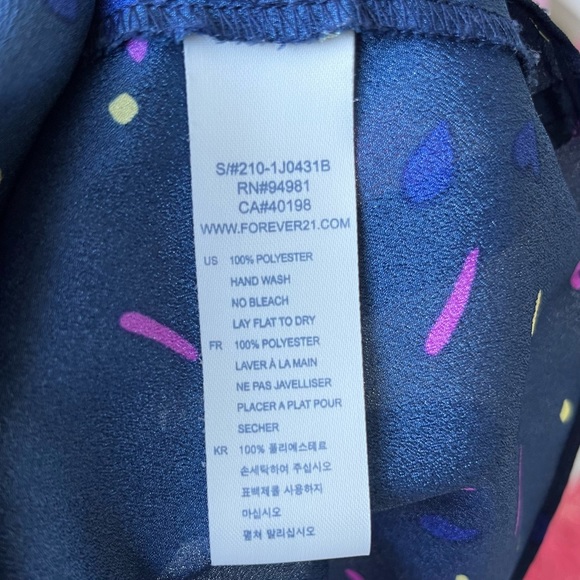 S/#210-1J0431B
RN#94981
CA#40198
WWW.FOREVER21.COM
US 100% POLYESTER
HAND WASH
NO BLEACH
LAY FLAT TO DRY
FR 100% POLYESTER
LAVER À LA MAIN
NE PAS JAVELLISER
PLACER A PLAT POUR
SECHER
KR 100% 폴리에스테르
손세탁하여 주십시오
표백제를 사용하지
마십시오
펼쳐 말리십시오